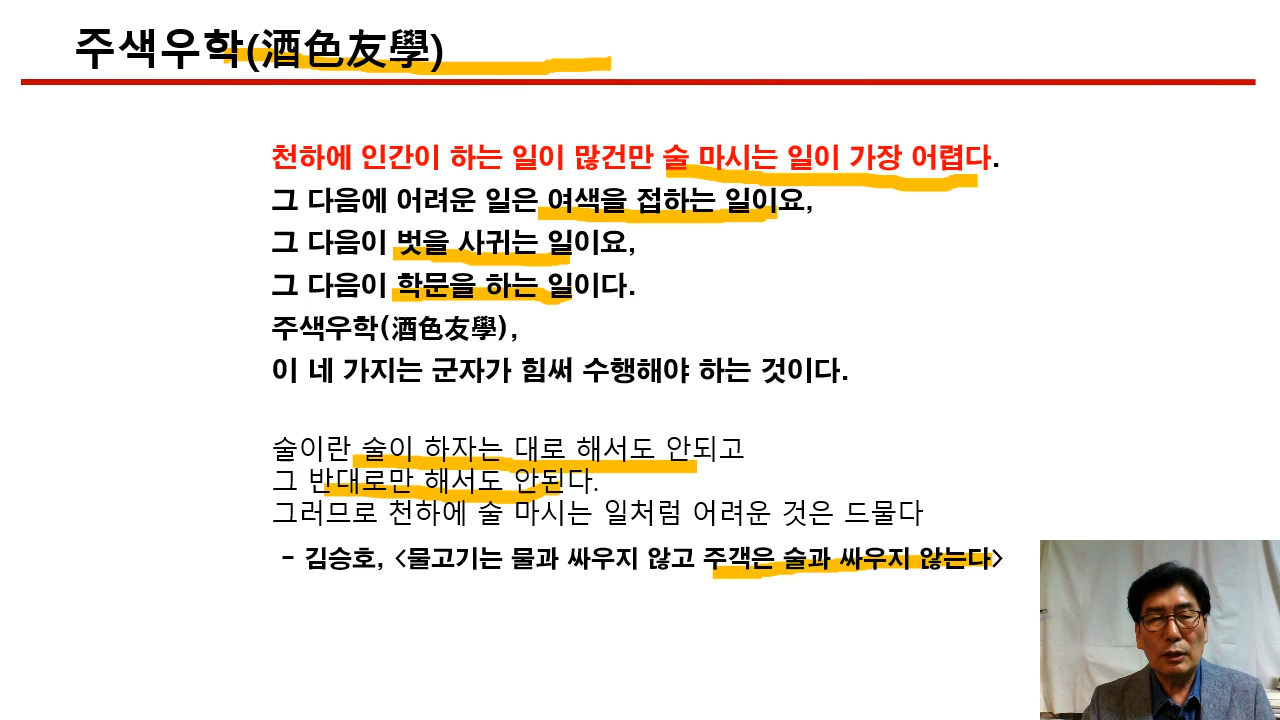 주색우학(酒色友學)
천하에 인간이 하는 일이 많건만 술 마시는 일이 가장 어렵다.
그 다음에 어려운 일은 여색을 접하는 일이요,
그 다음이 벗을 사귀는 일이요,
그 다음이 학문을 하는 일이다.
주색우학(酒色友學),
이 네 가지는 군자가 힘써 수행해야 하는 것이다.
술이란 술이 하자는 대로 해서도 안되고
그 반대로만 해서도 안된다.
그러므로 천하에 술 마시는 일처럼 어려운 것은 드물다
- 김승호, <물고기는 물과 싸우지 않고 주객은 술과 싸우지 않는다>